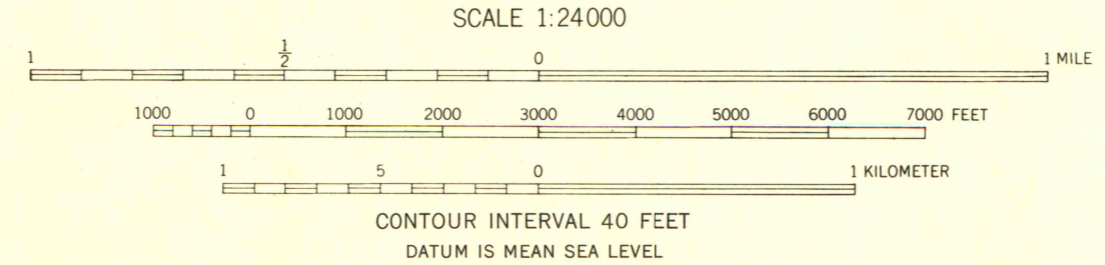 SCALE 1:24000
1 1/2 0 1 MILE
1000 0 1000 2000 3000 4000 5000 6000 7000 FEET
1 5 0 1 KILOMETER
CONTOUR INTERVAL 40 FEET
DATUM IS MEAN SEA LEVEL